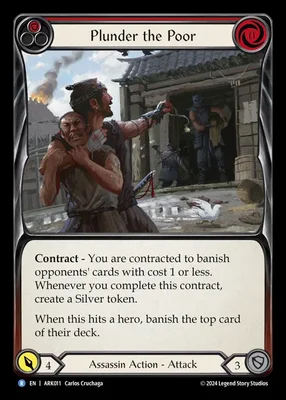 Plunder the Poor
Contract - You are contracted to banish
opponents' cards with cost 1 or less.
Whenever you complete this contract,
create a Silver token.
When this hits a hero, banish the top card
of their deck.
4
Assassin Action - Attack
3
R EN | ARK011 Carlos Cruchaga
© 2024 Legend Story Studios